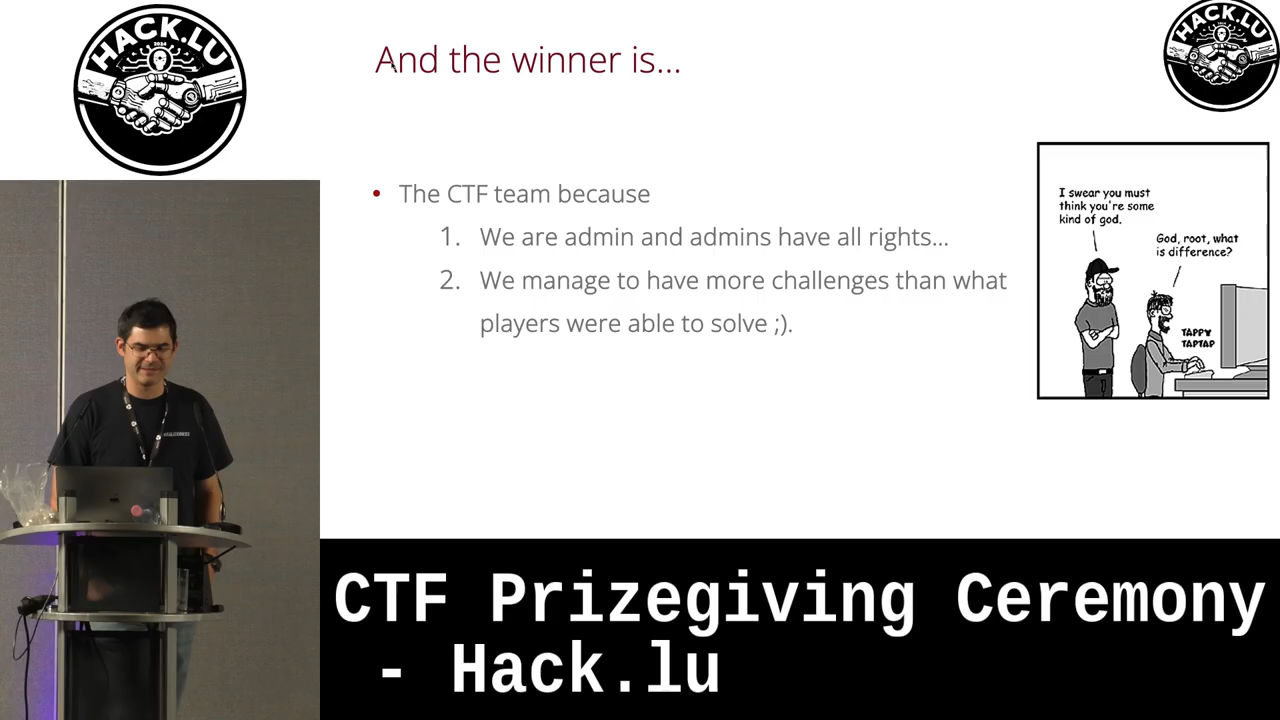 HACK.LU
2024
And the winner is...
HACK.LU
• The CTF team because
1. We are admin and admins have all rights...
2. We manage to have more challenges than what
players were able to solve ;).
I swear you must
think you're some
kind of god.
God, root, what
is difference?
TAPPY
TAPTAP
CTF Prizegiving Ceremony
- Hack.lu